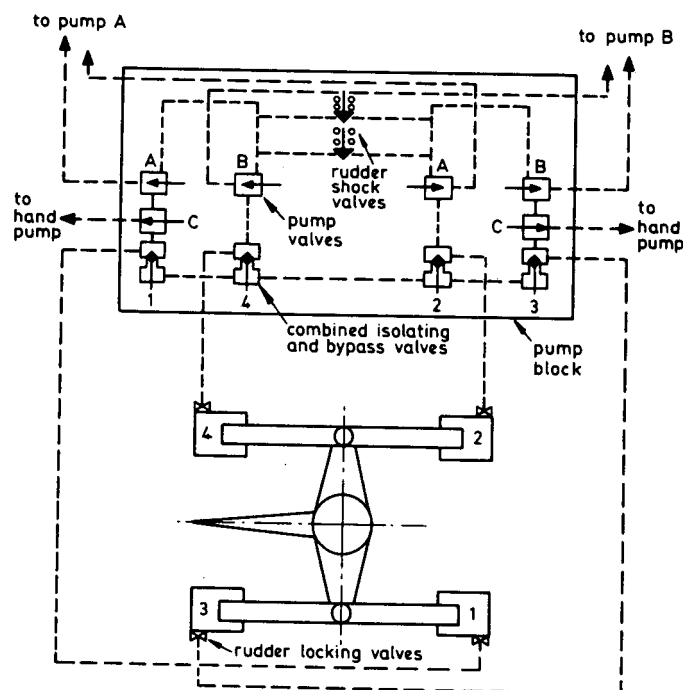 to pump A
to pump B
A
B
A
B
rudder
shock
valves
to
hand
pump
C
pump
valves
C
to
hand
pump
1
4
2
3
combined isolating
and bypass valves
pump
block
4
2
3
1
rudder locking valves